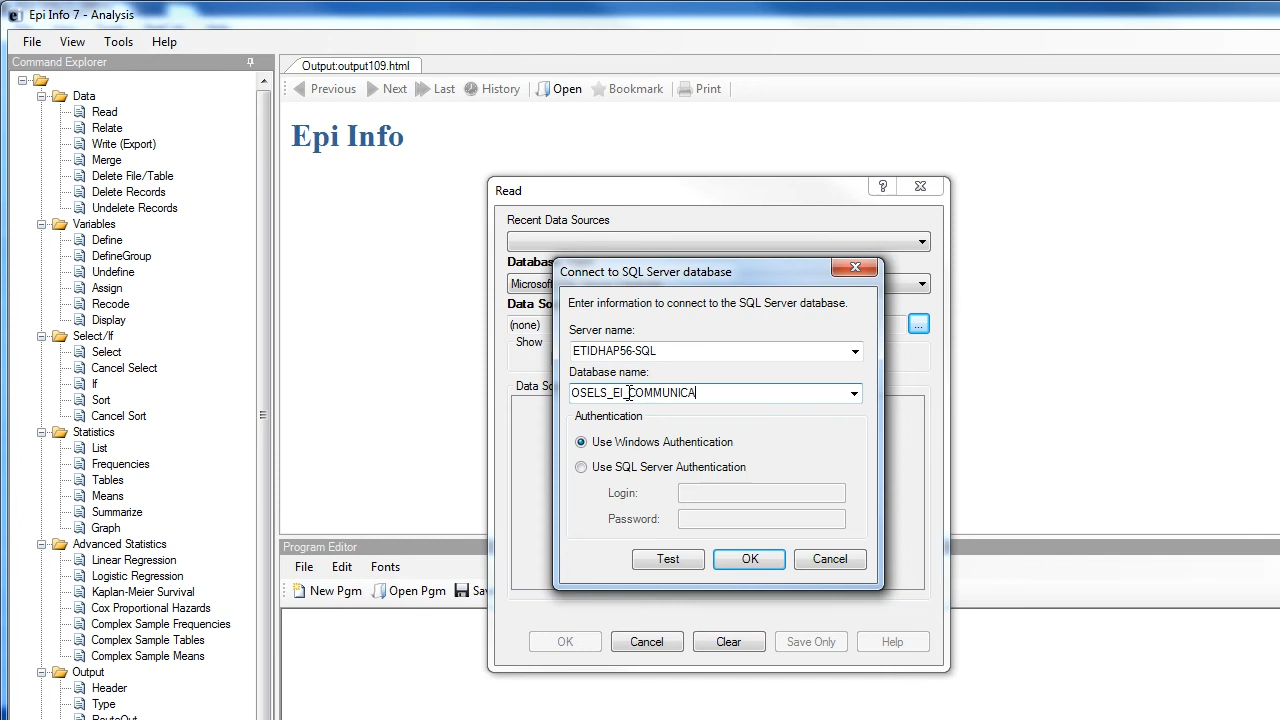 Epi Info 7 - Analysis
File View Tools Help
Command Explorer
Data
Read
Relate
Write (Export)
Merge
Delete File/Table
Delete Records
Undelete Records
Variables
Define
DefineGroup
Undefine
Assign
Recode
Display
Select/If
Select
Cancel Select
If
Sort
Cancel Sort
Statistics
List
Frequencies
Tables
Means
Summarize
Graph
Advanced Statistics
Linear Regression
Logistic Regression
Kaplan-Meier Survival
Cox Proportional Hazards
Complex Sample Frequencies
Complex Sample Tables
Complex Sample Means
Output
Header
Type
Output:output109.html
Previous Next Last History Open Bookmark Print
Epi Info
Read
?
Recent Data Sources
Microsof
(none)
...
Show
Connect to SQL Server database
Enter information to connect to the SQL Server database.
Server name:
ETIDHAP56-SQL
Database name:
OSELS_EI_COMMUNICA
Authentication
Use Windows Authentication
Use SQL Server Authentication
Login:
Password:
Test OK Cancel
OK Cancel Clear Save Only Help
Program Editor
File Edit Fonts
New Pgm Open Pgm